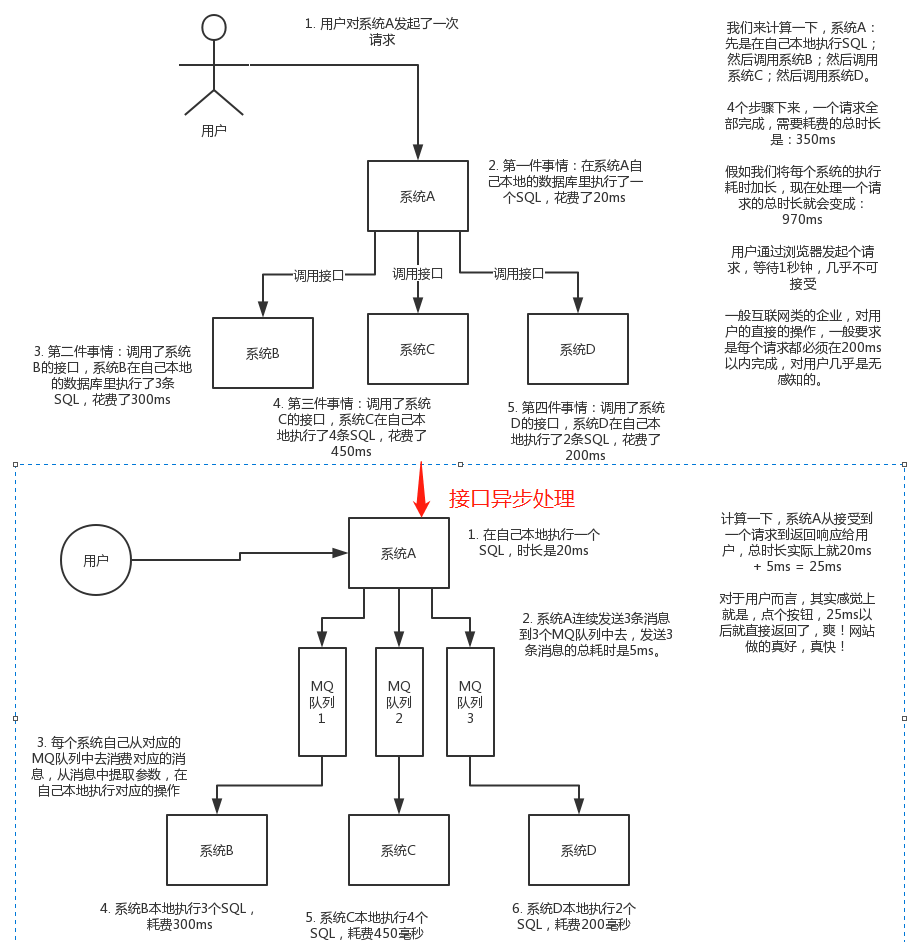 1. 用户对系统A发起了一次
请求
用户
系统A
2. 第一件事情：在系统A自
己本地的数据库里执行了一
个SQL，花费了20ms
调用接口
调用接口
调用接口
系统B
系统C
系统D
3. 第二件事情：调用了系统
B的接口，系统B在自己本地
的数据库里执行了3条
SQL，花费了300ms
4. 第三件事情：调用了系统
C的接口，系统C在自己本
地执行了4条SQL，花费了
450ms
5. 第四件事情：调用了系统
D的接口，系统D在自己本
地执行了2条SQL，花费了
200ms
我们来计算一下，系统A：
先是在自己本地执行SQL；
然后调用系统B；然后调用
系统C；然后调用系统D。
4个步骤下来，一个请求全
部完成，需要耗费的总时长
是：350ms
假如我们将每个系统的执行
耗时加长，现在处理一个请
求的总时长就会变成：
970ms
用户通过浏览器发起个请
求，等待1秒钟，几乎不可
接受
一般互联网类的企业，对用
户的直接的操作，一般要求
是每个请求都必须在200ms
以内完成，对用户几乎是无
感知的。
接口异步处理
用户
系统A
1. 在自己本地执行一个
SQL，时长是20ms
2. 系统A连续发送3条消息
到3个MQ队列中去，发送3
条消息的总耗时是5ms。
MQ
队列
1
MQ
队列
2
MQ
队列
3
3. 每个系统自己从对应的
MQ队列中去消费对应的消
息，从消息中提取参数，在
自己本地执行对应的操作
系统B
系统C
系统D
4. 系统B本地执行3个SQL，
耗费300ms
5. 系统C本地执行4个
SQL，耗费450毫秒
6. 系统D本地执行2个
SQL，耗费200毫秒
计算一下，系统A从接受到
一个请求到返回响应给用
户，总时长实际上就20ms
+ 5ms = 25ms
对于用户而言，其实感觉上
就是，点个按钮，25ms以
后就直接返回了，爽！网站
做的真好，真快！